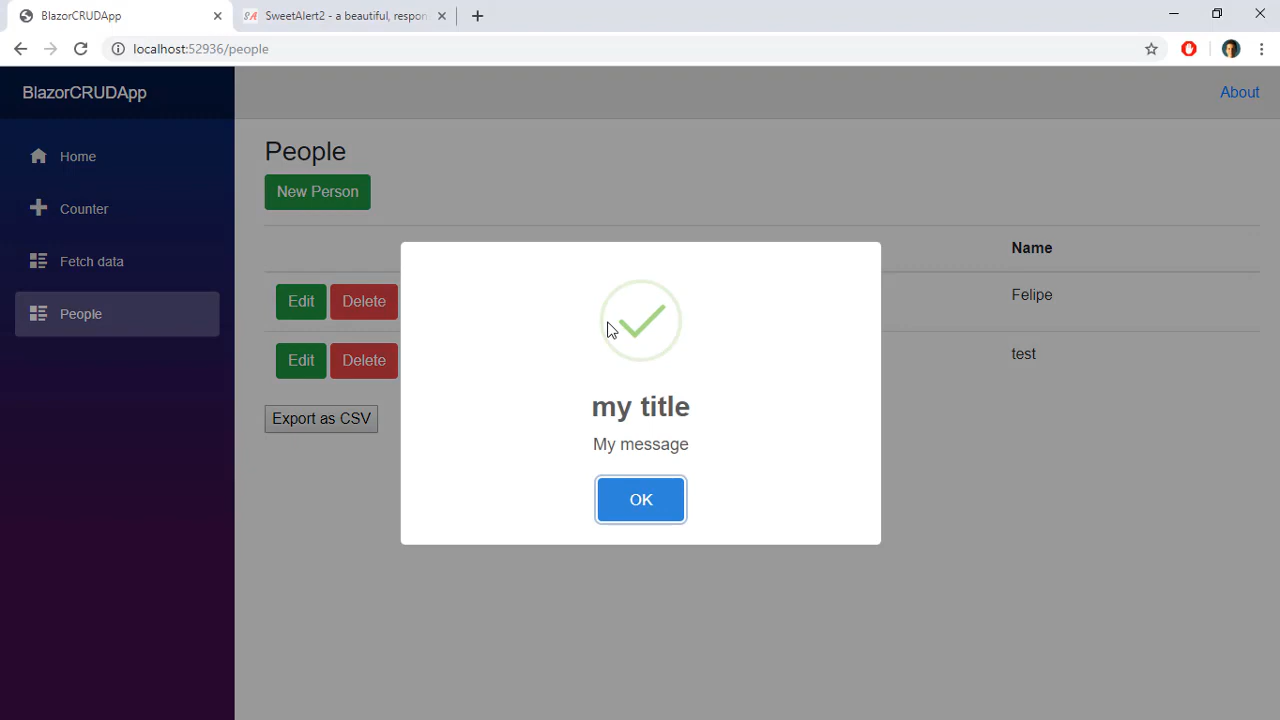 BlazorCRUDApp
SweetAlert2 - a beautiful, respon
localhost:52936/people
BlazorCRUDApp
About
Home
Counter
Fetch data
People
People
New Person
Name
Edit Delete Felipe
Edit Delete test
Export as CSV
my title
My message
OK